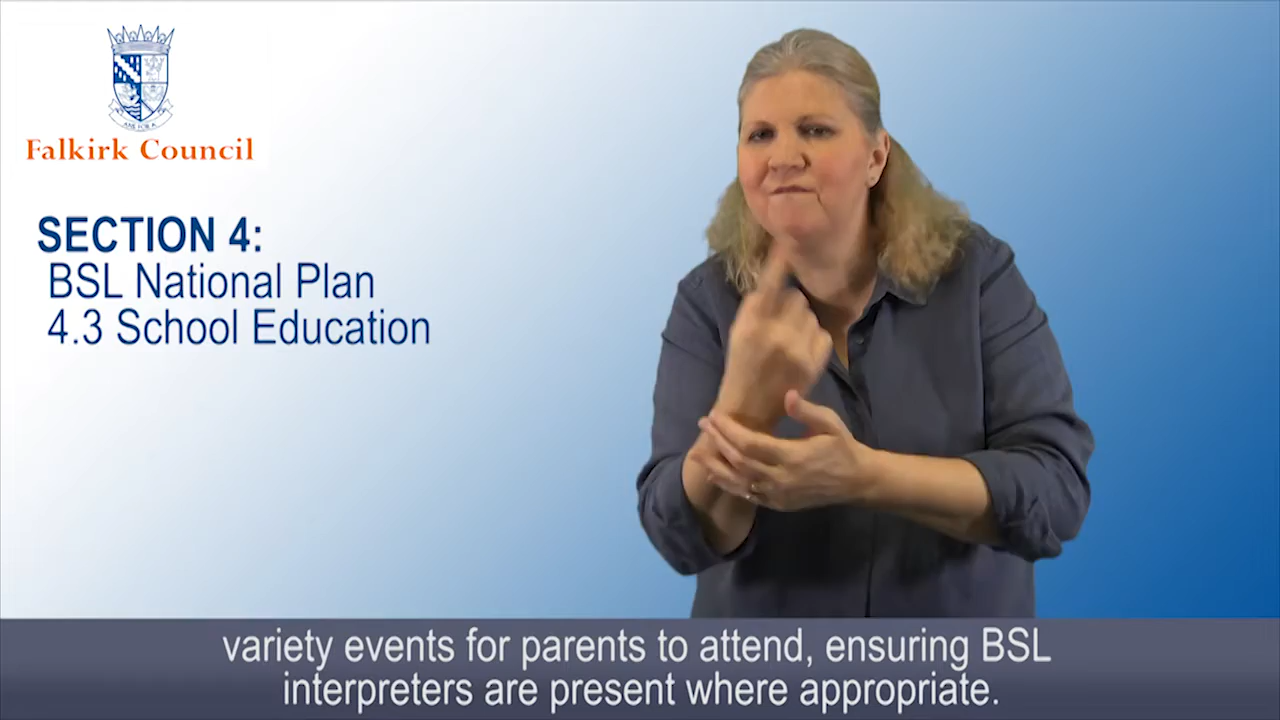 Falkirk Council
SECTION 4:
BSL National Plan
4.3 School Education
variety events for parents to attend, ensuring BSL
interpreters are present where appropriate.